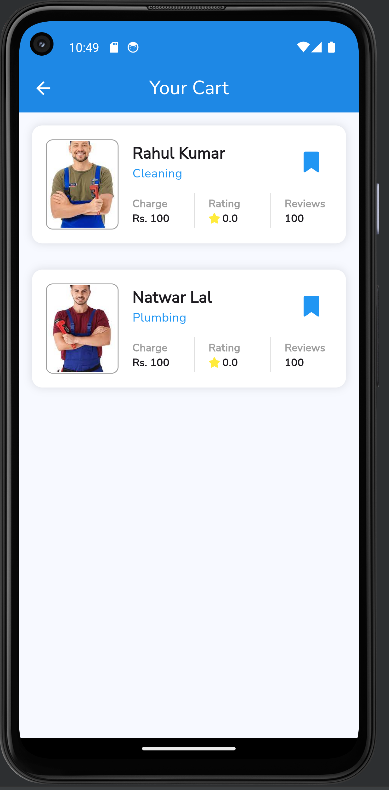 10:49
Your Cart
Rahul Kumar
Cleaning
Charge Rating Reviews
Rs. 100 0.0 100
Natwar Lal
Plumbing
Charge Rating Reviews
Rs. 100 0.0 100